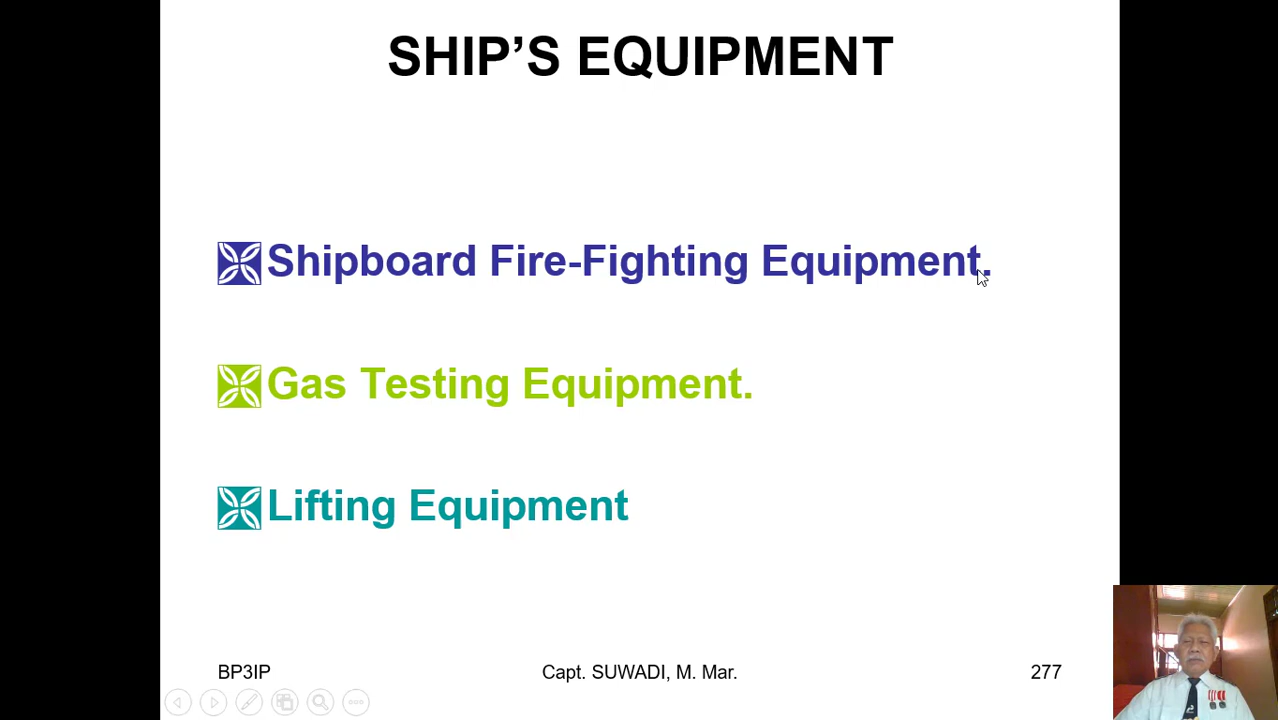 SHIP’S EQUIPMENT
Shipboard Fire-Fighting Equipment.
Gas Testing Equipment.
Lifting Equipment
BP3IP
Capt. SUWADI, M. Mar.
277